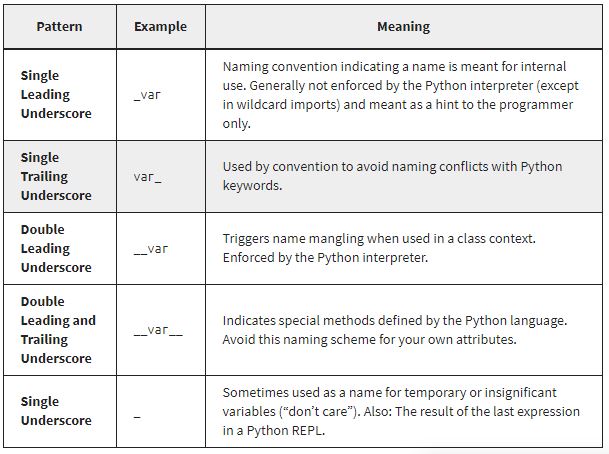 Pattern Example Meaning
Single
Leading
Underscore
_var
Naming convention indicating a name is meant for internal
use. Generally not enforced by the Python interpreter (except
in wildcard imports) and meant as a hint to the programmer
only.
Single
Trailing
Underscore
var_
Used by convention to avoid naming conflicts with Python
keywords.
Double
Leading
Underscore
__var
Triggers name mangling when used in a class context.
Enforced by the Python interpreter.
Double
Leading and
Trailing
Underscore
__var__
Indicates special methods defined by the Python language.
Avoid this naming scheme for your own attributes.
Single
Underscore
_
Sometimes used as a name for temporary or insignificant
variables (“don’t care”). Also: The result of the last expression
in a Python REPL.